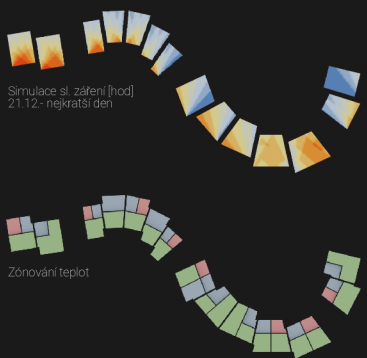 Simulace sl. záření [hod]
21.12.- nejkratší den
Zónování teplot